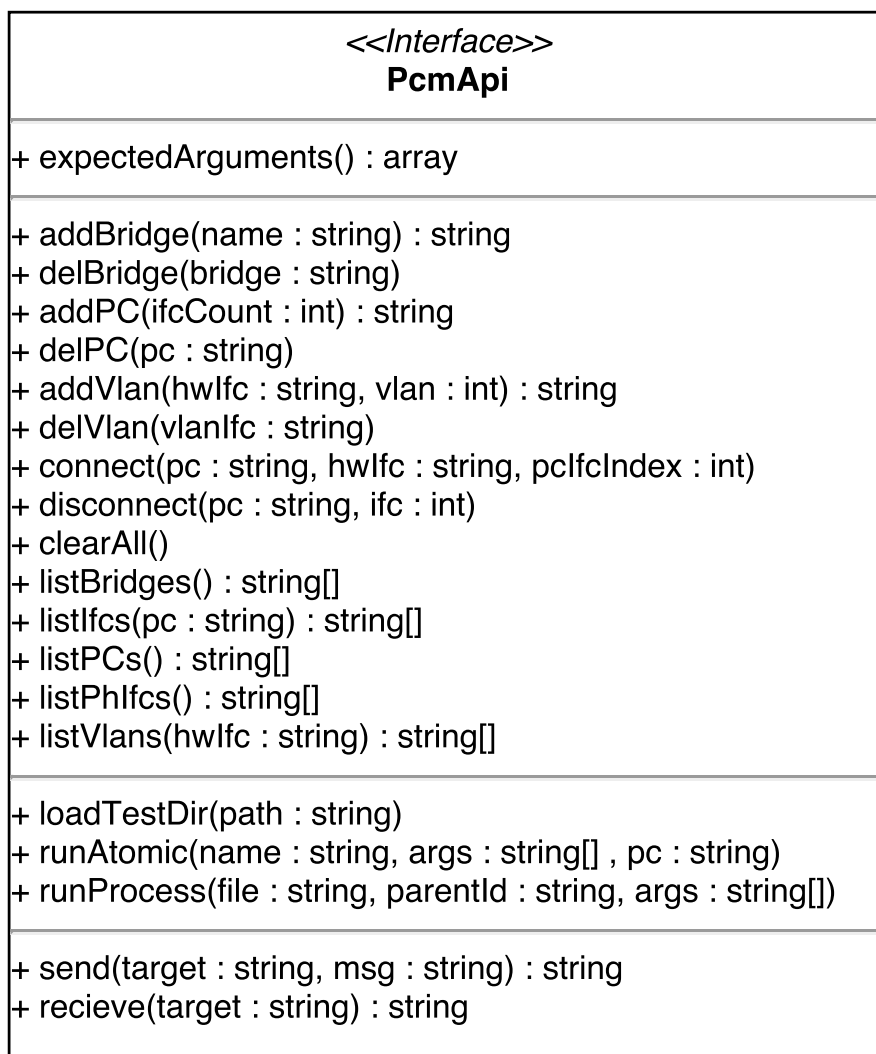 <<Interface>>
PcmApi
+ expectedArguments() : array
+ addBridge(name : string) : string
+ delBridge(bridge : string)
+ addPC(ifcCount : int) : string
+ delPC(pc : string)
+ addVlan(hwIfc : string, vlan : int) : string
+ delVlan(vlanIfc : string)
+ connect(pc : string, hwIfc : string, pcIfcIndex : int)
+ disconnect(pc : string, ifc : int)
+ clearAll()
+ listBridges() : string[]
+ listIfcs(pc : string) : string[]
+ listPCs() : string[]
+ listPhIfcs() : string[]
+ listVlans(hwIfc : string) : string[]
+ loadTestDir(path : string)
+ runAtomic(name : string, args : string[] , pc : string)
+ runProcess(file : string, parentId : string, args : string[])
+ send(target : string, msg : string) : string
+ recieve(target : string) : string